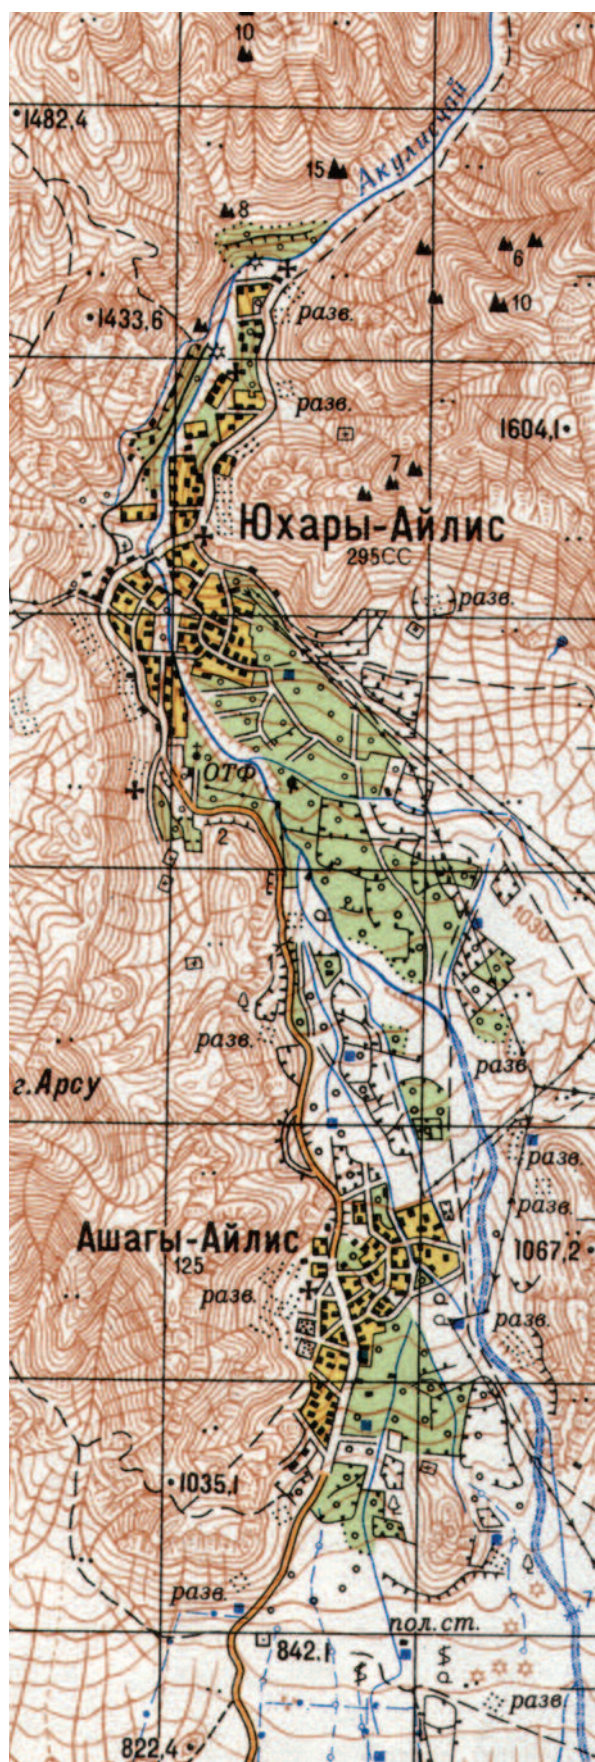 10
1482,4
Акулисчай
15
8
6
10
1433,6
разв.
разв.
1604,1
7
Юхары-Айлис
295СС
разв.
ОТФ
2
1030
разв.
разв.
г.Арсу
разв.
разв.
Ашагы-Айлис
125
1067,2
разв.
разв.
1035,1
разв.
7
пол.ст.
842.1
разв.
822,4